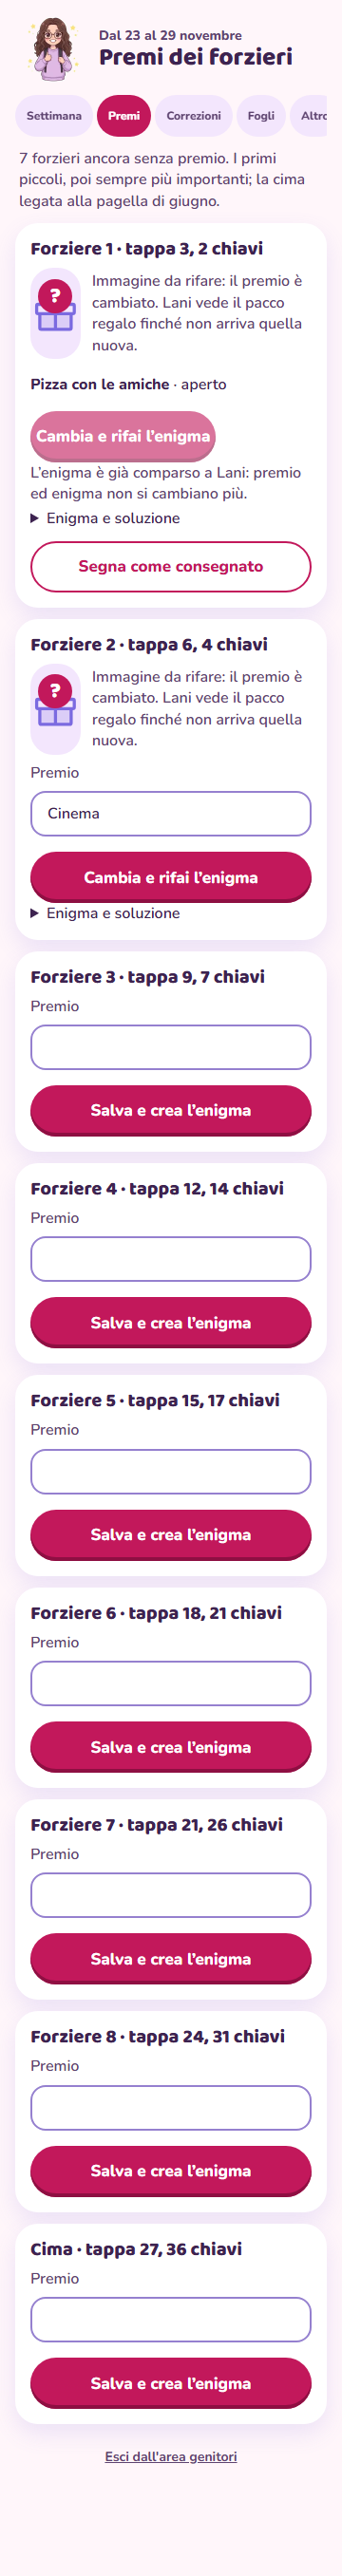 Dal 23 al 29 novembre
Premi dei forzieri
Settimana
Premi
Correzioni
Fogli
Altro
7 forzieri ancora senza premio. I primi
piccoli, poi sempre più importanti; la cima
legata alla pagella di giugno.
Forziere 1 · tappa 3, 2 chiavi
?
Immagine da rifare: il premio è
cambiato. Lani vede il pacco
regalo finché non arriva quella
nuova.
Pizza con le amiche · aperto
Cambia e rifai l’enigma
L’enigma è già comparso a Lani: premio
ed enigma non si cambiano più.
Enigma e soluzione
Segna come consegnato
Forziere 2 · tappa 6, 4 chiavi
?
Immagine da rifare: il premio è
cambiato. Lani vede il pacco
regalo finché non arriva quella
nuova.
Premio
Cinema
Cambia e rifai l’enigma
Enigma e soluzione
Forziere 3 · tappa 9, 7 chiavi
Premio
Salva e crea l’enigma
Forziere 4 · tappa 12, 14 chiavi
Premio
Salva e crea l’enigma
Forziere 5 · tappa 15, 17 chiavi
Premio
Salva e crea l’enigma
Forziere 6 · tappa 18, 21 chiavi
Premio
Salva e crea l’enigma
Forziere 7 · tappa 21, 26 chiavi
Premio
Salva e crea l’enigma
Forziere 8 · tappa 24, 31 chiavi
Premio
Salva e crea l’enigma
Cima · tappa 27, 36 chiavi
Premio
Salva e crea l’enigma
Esci dall'area genitori